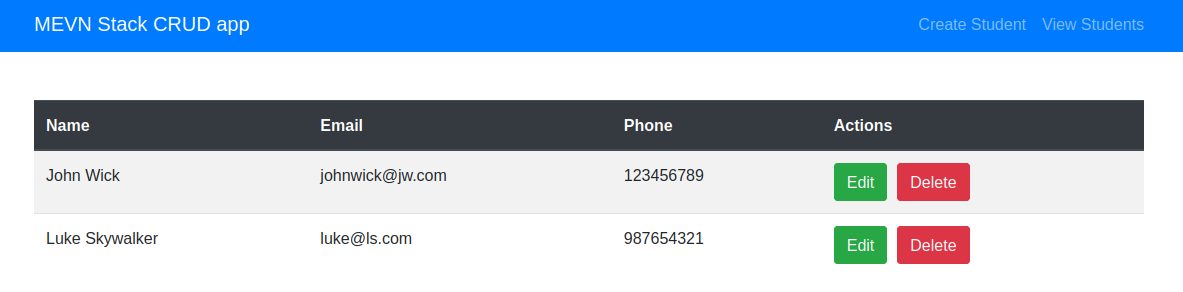 MEVN Stack CRUD app Create Student View Students
Name Email Phone Actions
John Wick johnwick@jw.com 123456789 Edit Delete
Luke Skywalker luke@ls.com 987654321 Edit Delete